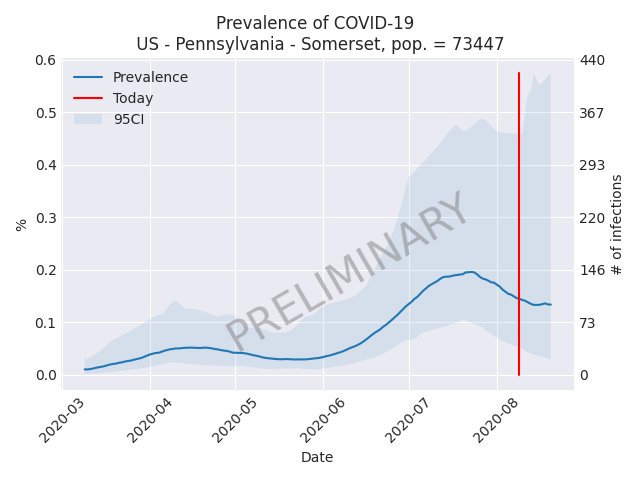 Prevalence of COVID-19
US - Pennsylvania - Somerset, pop. = 73447
Prevalence
Today
95CI
0.6
0.5
0.4
0.3
0.2
0.1
0.0
%
440
367
293
220
146
73
0
# of infections
PRELIMINARY
2020-03
2020-04
2020-05
2020-06
2020-07
2020-08
Date